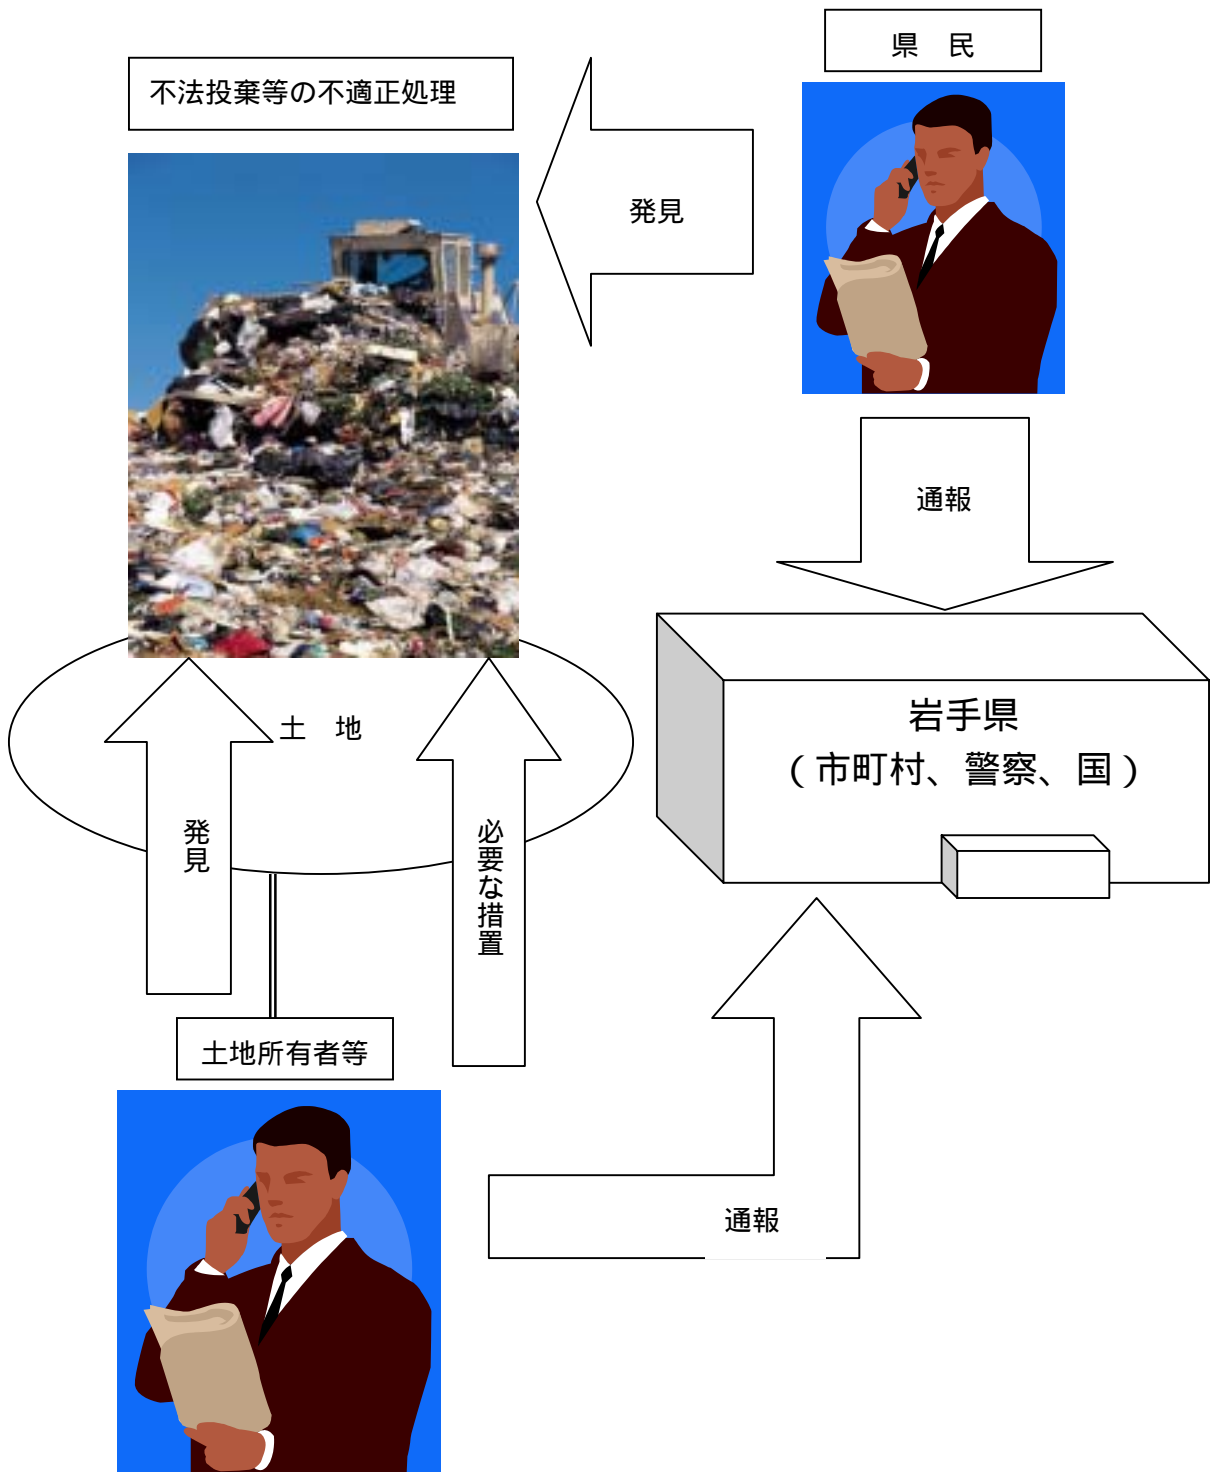 県　民
不法投棄等の不適正処理
発見
通報
岩手県
（市町村、警察、国）
土　地
発見
必要な措置
土地所有者等
通報